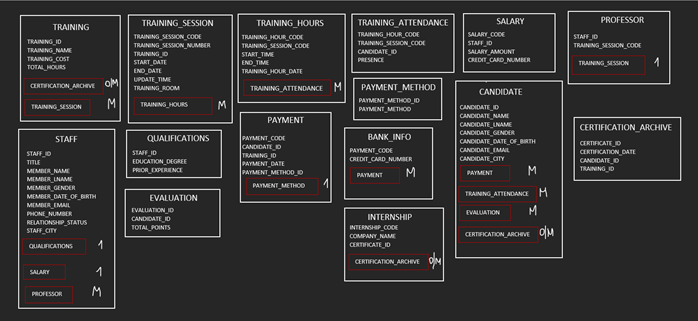 TRAINING
TRAINING_ID
TRAINING_NAME
TRAINING_COST
TOTAL_HOURS
CERTIFICATION_ARCHIVE 0/M
TRAINING_SESSION M
TRAINING_SESSION
TRAINING_SESSION_CODE
TRAINING_SESSION_NUMBER
TRAINING_ID
START_DATE
END_DATE
UPDATE_TIME
TRAINING_ROOM
TRAINING_HOURS M
TRAINING_HOURS
TRAINING_HOUR_CODE
TRAINING_SESSION_CODE
START_TIME
END_TIME
TRAINING_HOUR_DATE
TRAINING_ATTENDANCE M
TRAINING_ATTENDANCE
TRAINING_HOUR_CODE
TRAINING_SESSION_CODE
CANDIDATE_ID
PRESENCE
SALARY
SALARY_CODE
STAFF_ID
SALARY_AMOUNT
CREDIT_CARD_NUMBER
PROFESSOR
STAFF_ID
TRAINING_SESSION_CODE
TRAINING_SESSION 1
PAYMENT_METHOD
PAYMENT_METHOD_ID
PAYMENT_METHOD
CANDIDATE
CANDIDATE_ID
CANDIDATE_NAME
CANDIDATE_LNAME
CANDIDATE_GENDER
CANDIDATE_DATE_OF_BIRTH
CANDIDATE_EMAIL
CANDIDATE_CITY
PAYMENT M
TRAINING_ATTENDANCE M
EVALUATION M
CERTIFICATION_ARCHIVE 0/M
CERTIFICATION_ARCHIVE
CERTIFICATE_ID
CERTIFICATION_DATE
CANDIDATE_ID
TRAINING_ID
STAFF
STAFF_ID
TITLE
MEMBER_NAME
MEMBER_LNAME
MEMBER_GENDER
MEMBER_DATE_OF_BIRTH
MEMBER_EMAIL
PHONE_NUMBER
RELATIONSHIP_STATUS
STAFF_CITY
QUALIFICATIONS 1
SALARY 1
PROFESSOR M
QUALIFICATIONS
STAFF_ID
EDUCATION_DEGREE
PRIOR_EXPERIENCE
EVALUATION
EVALUATION_ID
CANDIDATE_ID
TOTAL_POINTS
PAYMENT
PAYMENT_CODE
CANDIDATE_ID
TRAINING_ID
PAYMENT_DATE
PAYMENT_METHOD_ID
PAYMENT_METHOD 1
BANK_INFO
PAYMENT_CODE
CREDIT_CARD_NUMBER
PAYMENT M
INTERNSHIP
INTERNSHIP_CODE
COMPANY_NAME
CERTIFICATE_ID
CERTIFICATION_ARCHIVE 0/M